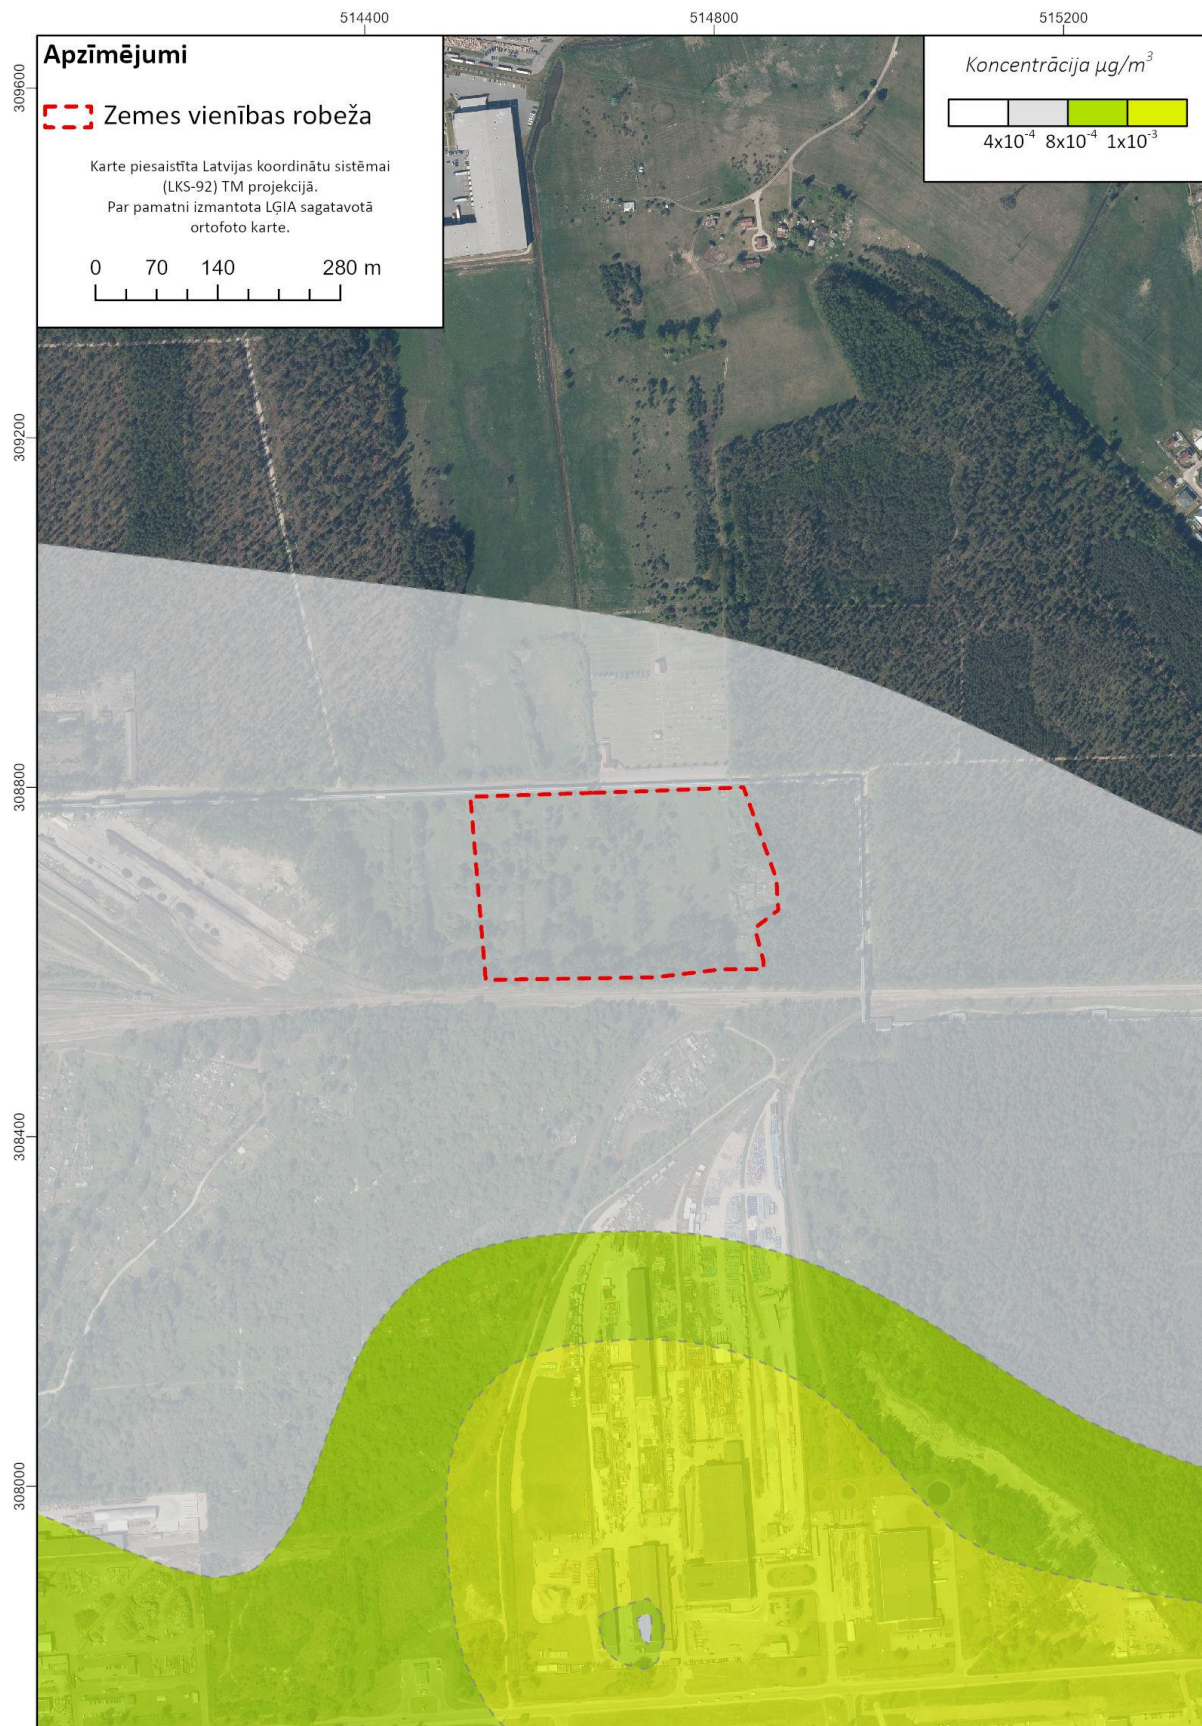 514400
514800
515200
Apzīmējumi
Zemes vienības robeža
Karte piesaistīta Latvijas koordinātu sistēmai
(LKS-92) TM projekcijā.
Par pamatni izmantota LĢIA sagatavotā
ortofoto karte.
0 70 140 280 m
Koncentrācija µg/m³
4x10⁻⁴ 8x10⁻⁴ 1x10⁻³
309600
309200
308800
308400
308000